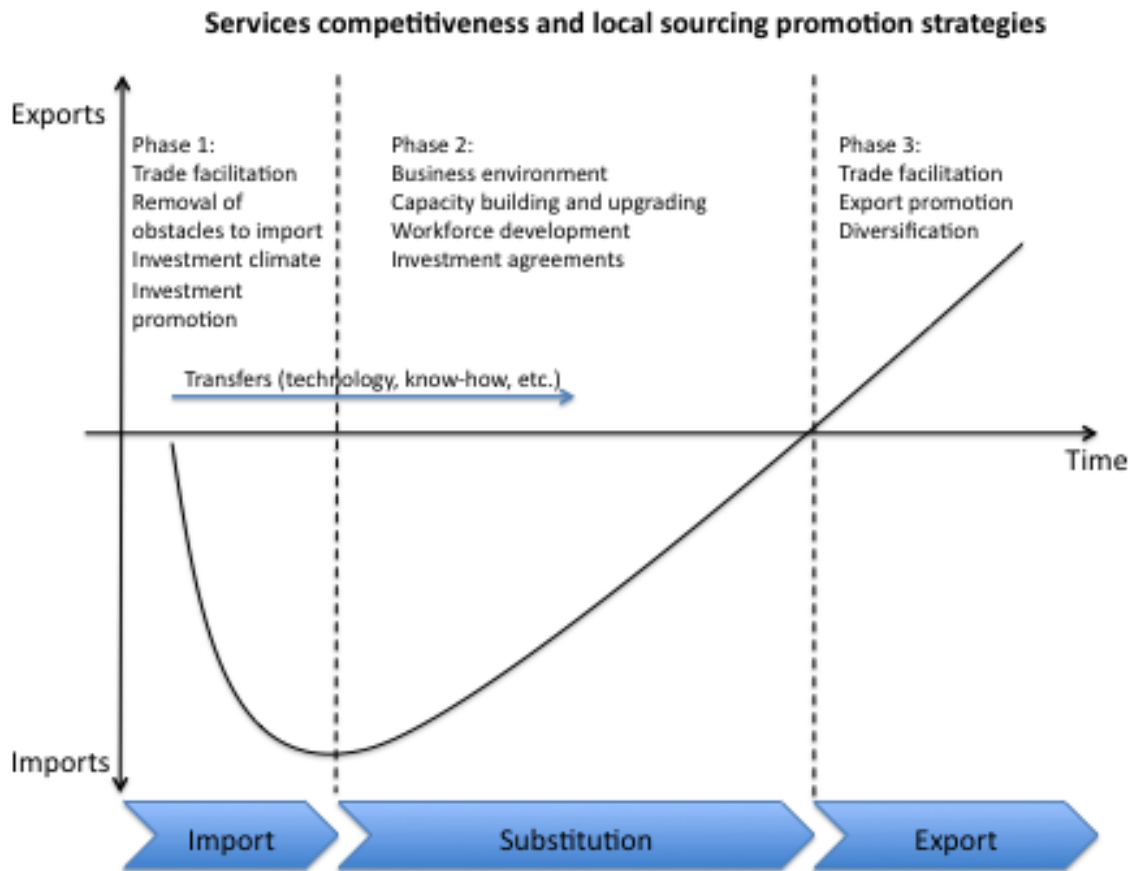 Services competitiveness and local sourcing promotion strategies
Exports
Phase 1:
Trade facilitation
Removal of
obstacles to import
Investment climate
Investment
promotion
Phase 2:
Business environment
Capacity building and upgrading
Workforce development
Investment agreements
Phase 3:
Trade facilitation
Export promotion
Diversification
Transfers (technology, know-how, etc.)
Time
Imports
Import
Substitution
Export